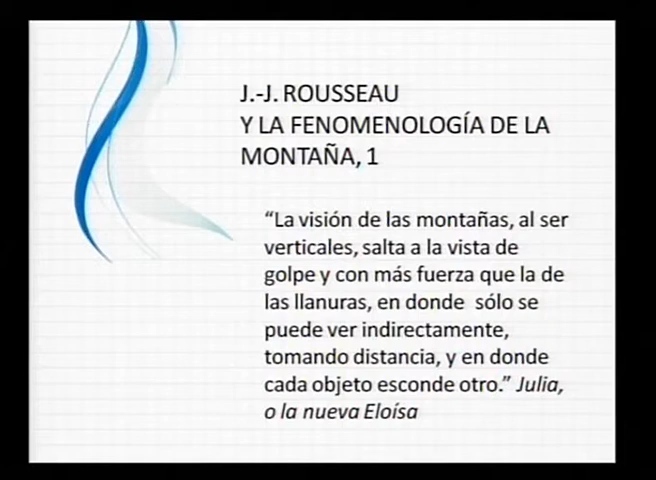 J.-J. ROUSSEAU
Y LA FENOMENOLOGÍA DE LA
MONTAÑA, 1
“La visión de las montañas, al ser
verticales, salta a la vista de
golpe y con más fuerza que la de
las llanuras, en donde sólo se
puede ver indirectamente,
tomando distancia, y en donde
cada objeto esconde otro.” Julia,
o la nueva Eloísa